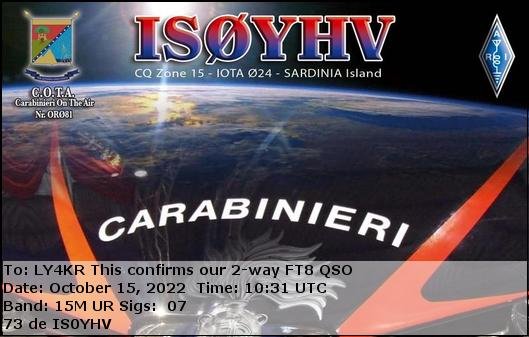 ISØYHV
CQ Zone 15 - IOTA Ø24 - SARDINIA Island
C.O.T.A.
Carabinieri On The Air
Nr. OR081
A
R I
CARABINIERI
To: LY4KR This confirms our 2-way FT8 QSO
Date: October 15, 2022 Time: 10:31 UTC
Band: 15M UR Sigs: 07
73 de IS0YHV